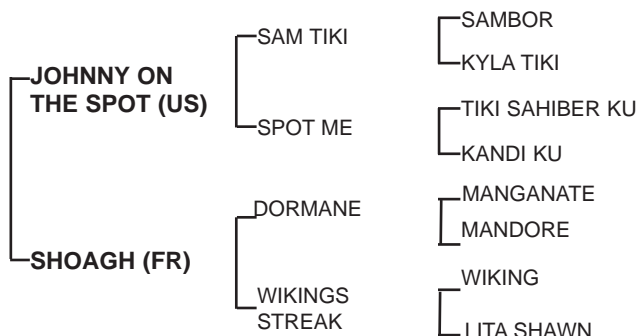 SAMBOR
SAM TIKI
KYLA TIKI
JOHNNY ON
THE SPOT (US)
TIKI SAHIBER KU
SPOT ME
KANDI KU
MANGANATE
DORMANE
MANDORE
SHOAGH (FR)
WIKING
WIKINGS
STREAK
LITA SHAWN